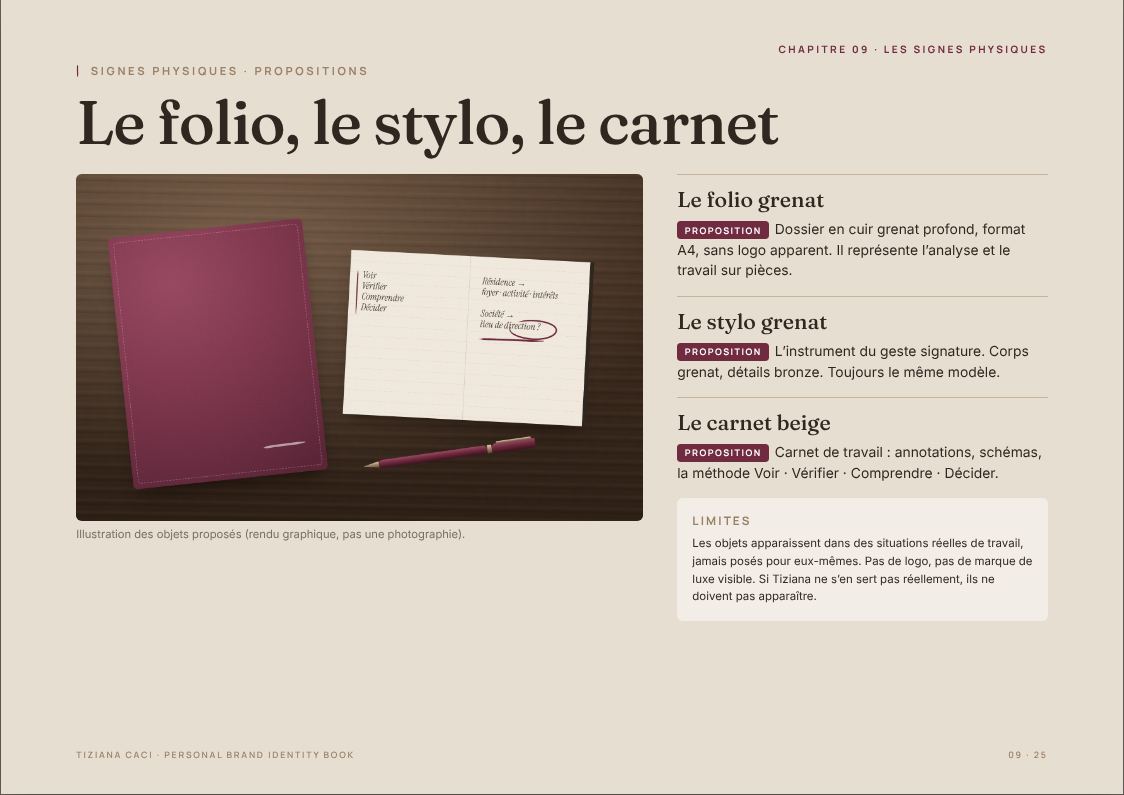 CHAPITRE 09 · LES SIGNES PHYSIQUES
SIGNES PHYSIQUES · PROPOSITIONS
Le folio, le stylo, le carnet
Voir
Vérifier
Comprendre
Décider
Résidence →
foyer · activité · intérêts
Société →
lieu de direction ?
Illustration des objets proposés (rendu graphique, pas une photographie).
Le folio grenat
PROPOSITION Dossier en cuir grenat profond, format
A4, sans logo apparent. Il représente l’analyse et le
travail sur pièces.
Le stylo grenat
PROPOSITION L’instrument du geste signature. Corps
grenat, détails bronze. Toujours le même modèle.
Le carnet beige
PROPOSITION Carnet de travail : annotations, schémas,
la méthode Voir · Vérifier · Comprendre · Décider.
LIMITES
Les objets apparaissent dans des situations réelles de travail,
jamais posés pour eux-mêmes. Pas de logo, pas de marque de
luxe visible. Si Tiziana ne s’en sert pas réellement, ils ne
doivent pas apparaître.
TIZIANA CACI · PERSONAL BRAND IDENTITY BOOK
09 · 25